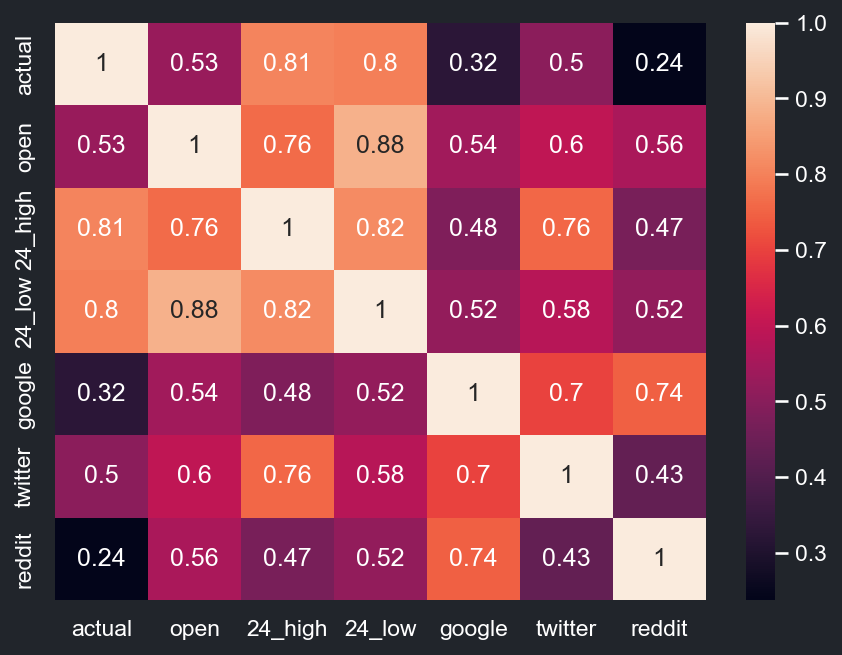 actual 1 0.53 0.81 0.8 0.32 0.5 0.24
open 0.53 1 0.76 0.88 0.54 0.6 0.56
24_high 0.81 0.76 1 0.82 0.48 0.76 0.47
24_low 0.8 0.88 0.82 1 0.52 0.58 0.52
google 0.32 0.54 0.48 0.52 1 0.7 0.74
twitter 0.5 0.6 0.76 0.58 0.7 1 0.43
reddit 0.24 0.56 0.47 0.52 0.74 0.43 1
actual open 24_high 24_low google twitter reddit
1.0
0.9
0.8
0.7
0.6
0.5
0.4
0.3